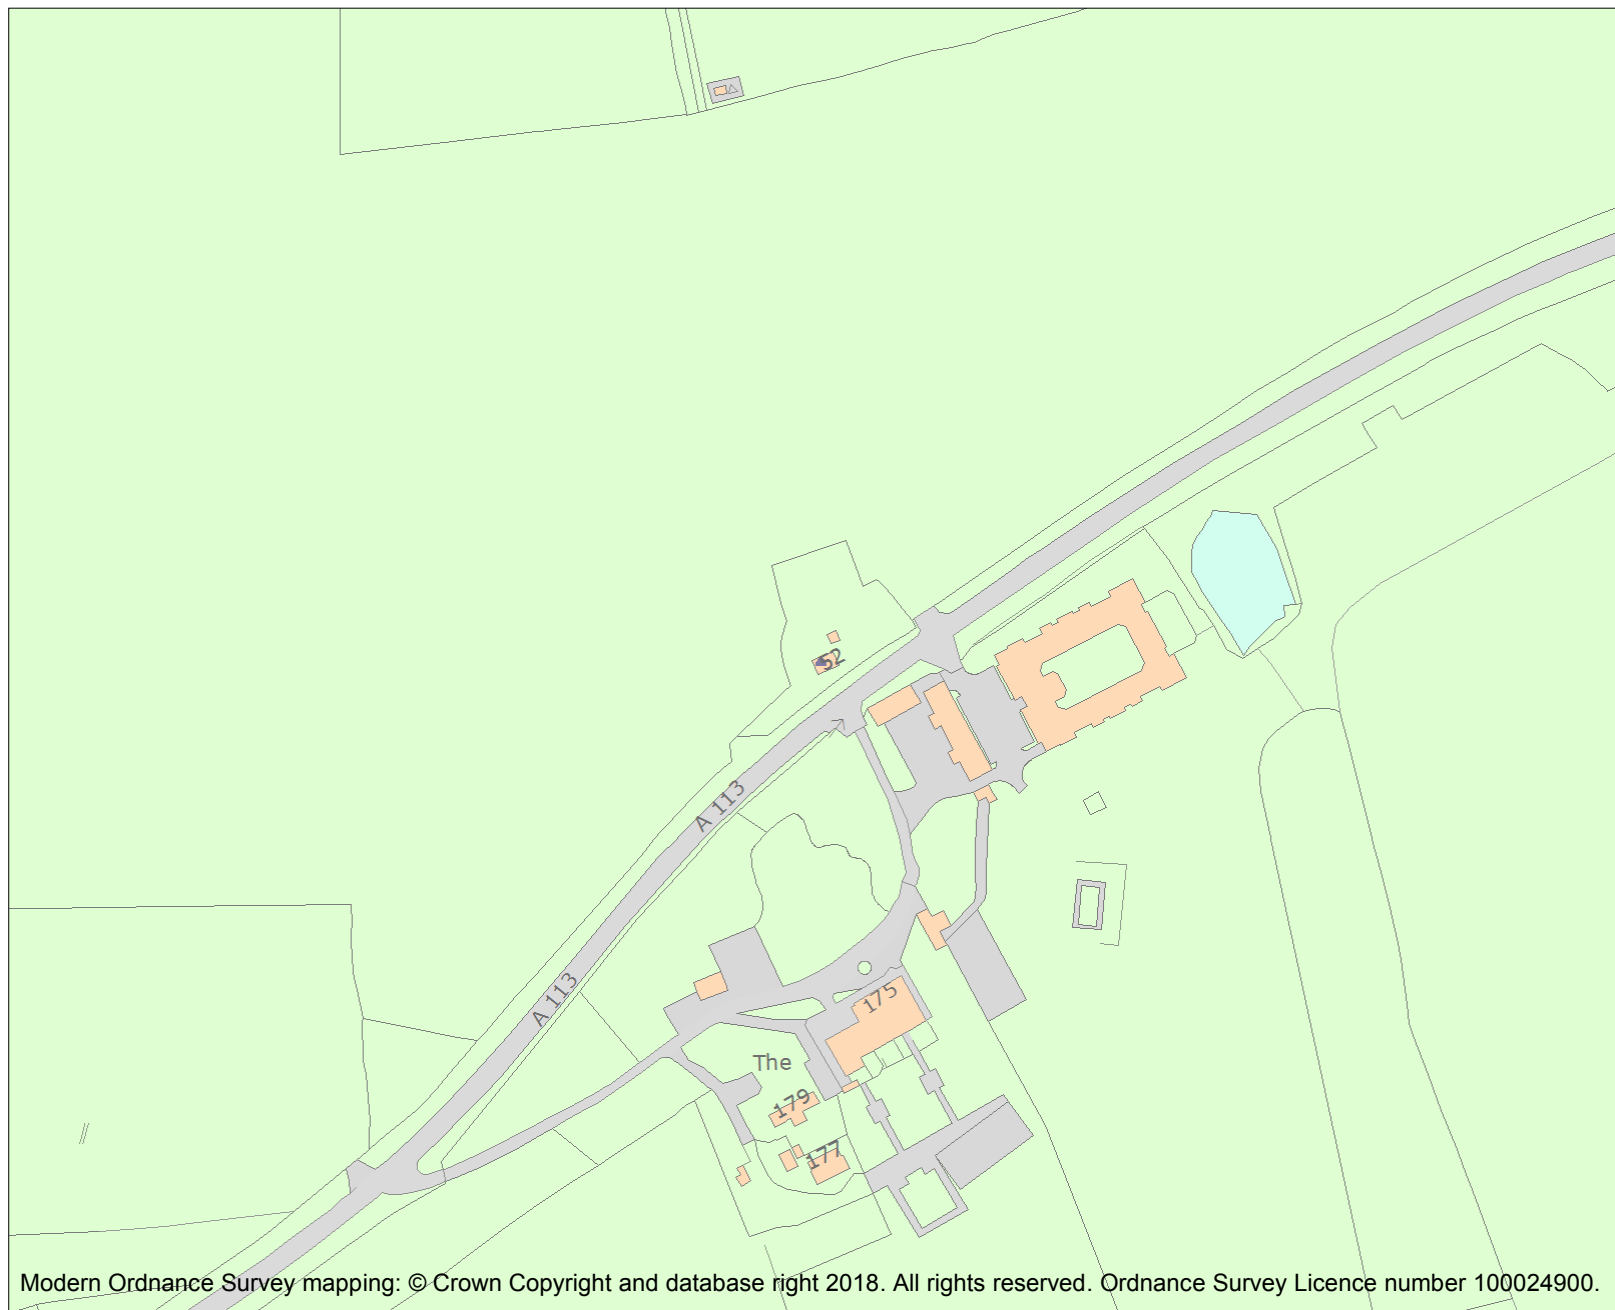 52
A 113
A 113
175
The
179
177
Modern Ordnance Survey mapping: © Crown Copyright and database right 2018. All rights reserved. Ordnance Survey Licence number 100024900.